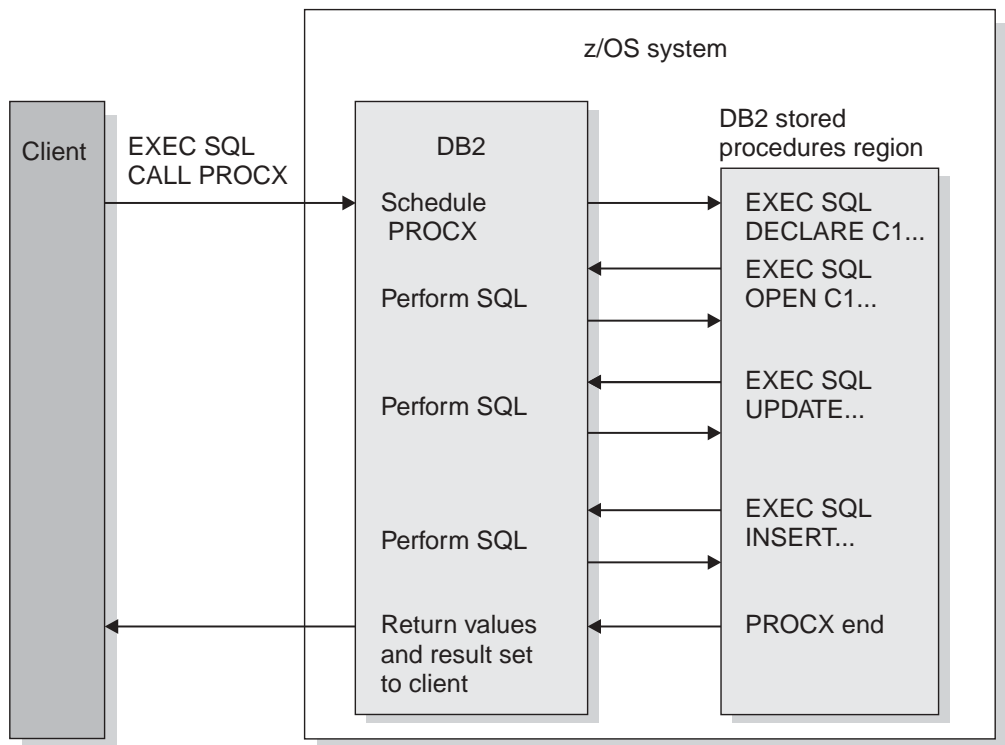 z/OS system
Client
EXEC SQL
CALL PROCX
DB2
Schedule
PROCX
Perform SQL
Perform SQL
Perform SQL
Return values
and result set
to client
DB2 stored
procedures region
EXEC SQL
DECLARE C1...
EXEC SQL
OPEN C1...
EXEC SQL
UPDATE...
EXEC SQL
INSERT...
PROCX end